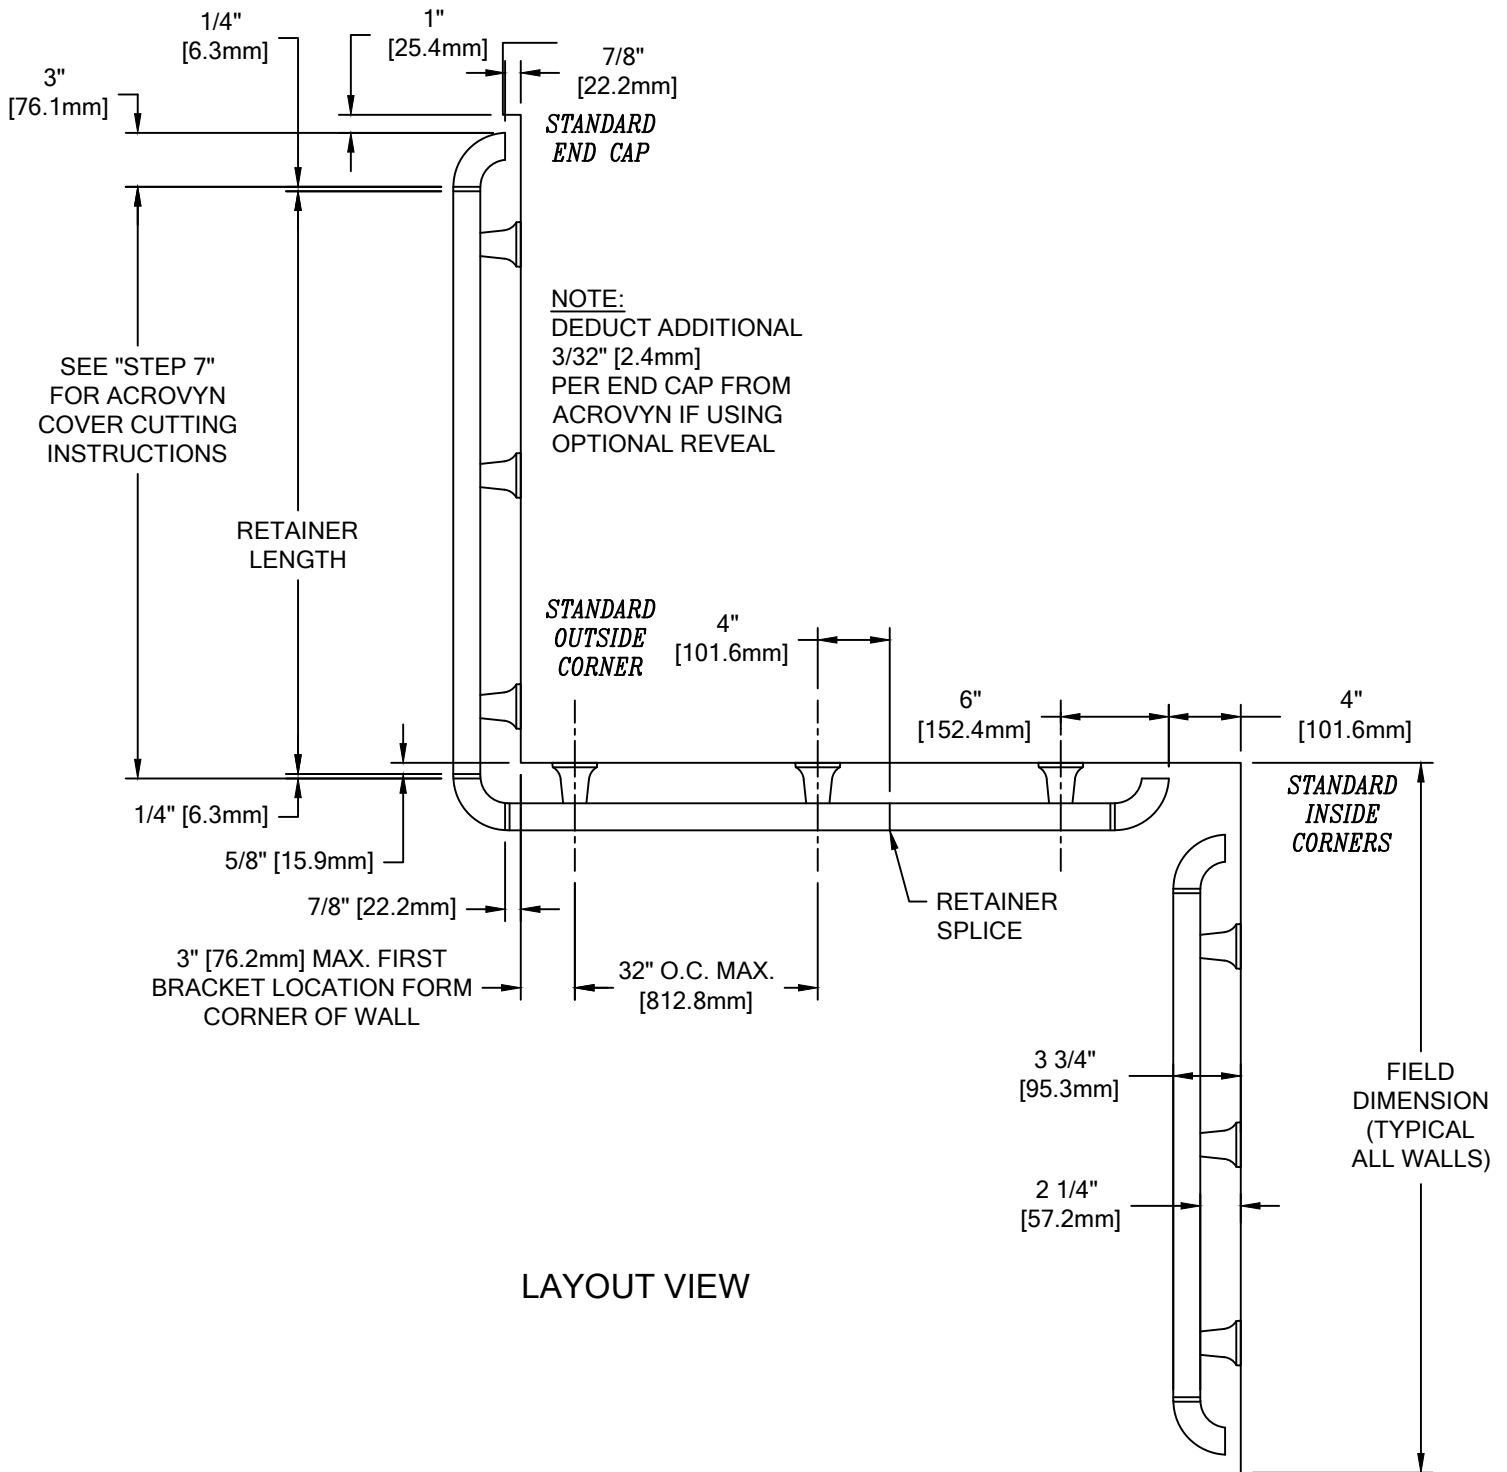 1/4"
[6.3mm]
1"
[25.4mm]
7/8"
[22.2mm]
3"
[76.1mm]
STANDARD
END CAP
NOTE:
DEDUCT ADDITIONAL
3/32" [2.4mm]
PER END CAP FROM
ACROVYN IF USING
OPTIONAL REVEAL
SEE "STEP 7"
FOR ACROVYN
COVER CUTTING
INSTRUCTIONS
RETAINER
LENGTH
STANDARD
OUTSIDE
CORNER
4"
[101.6mm]
6"
[152.4mm]
4"
[101.6mm]
STANDARD
INSIDE
CORNERS
1/4" [6.3mm]
5/8" [15.9mm]
7/8" [22.2mm]
3" [76.2mm] MAX. FIRST
BRACKET LOCATION FORM
CORNER OF WALL
32" O.C. MAX.
[812.8mm]
RETAINER
SPLICE
3 3/4"
[95.3mm]
FIELD
DIMENSION
(TYPICAL
ALL WALLS)
2 1/4"
[57.2mm]
LAYOUT VIEW